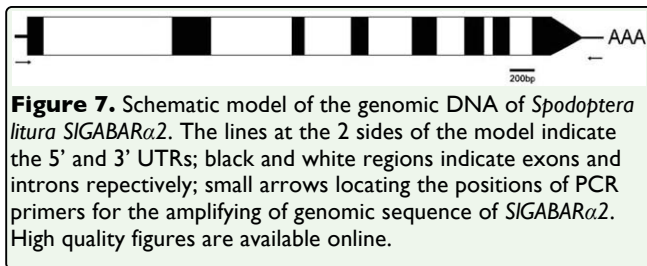 AAA
200bp
Figure 7. Schematic model of the genomic DNA of Spodoptera
litura SlGABARα2. The lines at the 2 sides of the model indicate
the 5’ and 3’ UTRs; black and white regions indicate exons and
introns repectively; small arrows locating the positions of PCR
primers for the amplifying of genomic sequence of SlGABARα2.
High quality figures are available online.